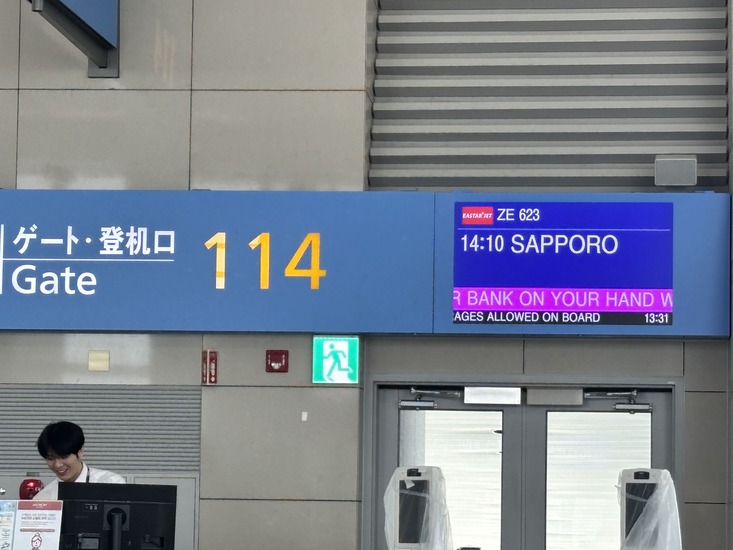 ゲート・登机口
Gate
114
EASTAR JET ZE 623
14:10 SAPPORO
R BANK ON YOUR HAND W
AGES ALLOWED ON BOARD 13:31